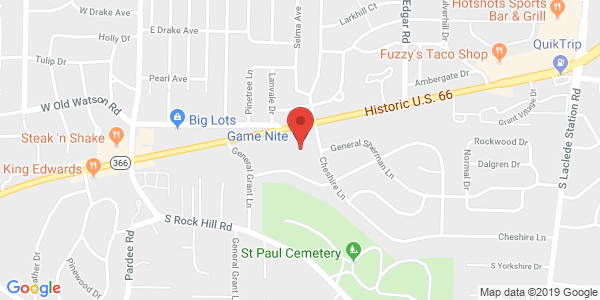 W Drake Ave
E Drake Ave
Holly Dr
Tulip Dr
Pearl Ave
W Old Watson Rd
Pinetree Ln
Lanvale Dr
Selma Ave
Larkhill Ct
Edgar Rd
Hotshots Sports
Bar & Grill
Fuzzy's Taco Shop
QuikTrip
Ambergate Dr
Historic U.S. 66
Grant Village
S Laclede Station Rd
Big Lots
Steak 'n Shake
Game Nite
King Edwards
366
General Grant Ln
General Sherman Ln
Cheshire Ln
Rockwood Dr
Daigren Dr
Normal Dr
Cheshire Ln
S Rock Hill Rd
St Paul Cemetery
Pardee Rd
Pinewood Dr
General Grant Ln
S Yorkshire Dr
Google
Map data ©2019 Google